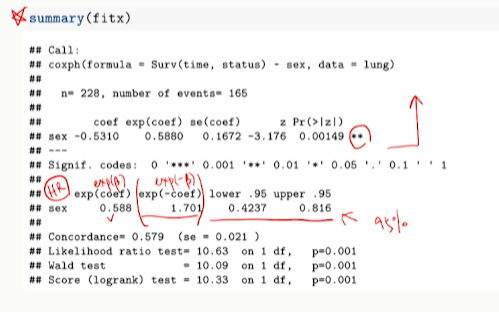 summary(fitx)
## Call:
## coxph(formula = Surv(time, status) ~ sex, data = lung)
##
## n= 228, number of events= 165
##
## coef exp(coef) se(coef) z Pr(>|z|)
## sex -0.5310 0.5880 0.1672 -3.176 0.00149 **
## ---
## Signif. codes: 0 '***' 0.001 '**' 0.01 '*' 0.05 '.' 0.1 ' ' 1
exp(β) exp(-β)
## HR exp(coef) exp(-coef) lower .95 upper .95
## sex 0.588 1.701 0.4237 0.816
95%
##
## Concordance= 0.579 (se = 0.021 )
## Likelihood ratio test= 10.63 on 1 df, p=0.001
## Wald test = 10.09 on 1 df, p=0.001
## Score (logrank) test = 10.33 on 1 df, p=0.001